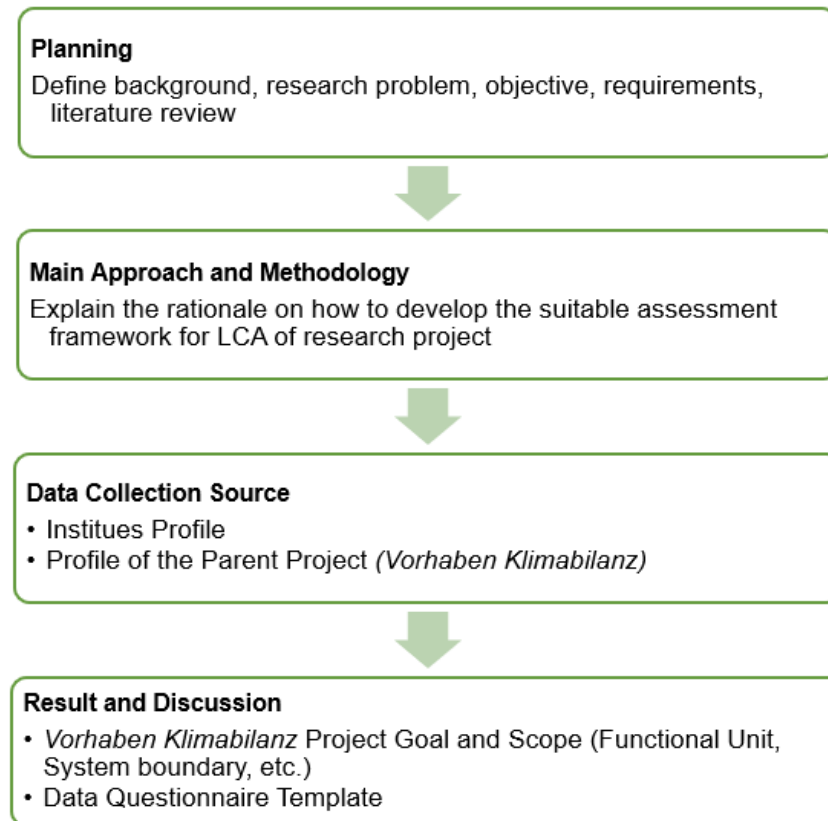 Planning
Define background, research problem, objective, requirements,
literature review
Main Approach and Methodology
Explain the rationale on how to develop the suitable assessment
framework for LCA of research project
Data Collection Source
• Institues Profile
• Profile of the Parent Project (Vorhaben Klimabilanz)
Result and Discussion
• Vorhaben Klimabilanz Project Goal and Scope (Functional Unit,
System boundary, etc.)
• Data Questionnaire Template